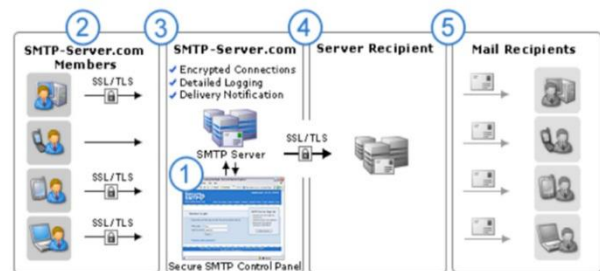 2
3
4
5
SMTP-Server.com
Members
SMTP-Server.com
Server Recipient
Mail Recipients
✓ Encrypted Connections
✓ Detailed Logging
✓ Delivery Notification
SSL/TLS
SMTP Server
SSL/TLS
1
SSL/TLS
SSL/TLS
Secure SMTP Control Panel